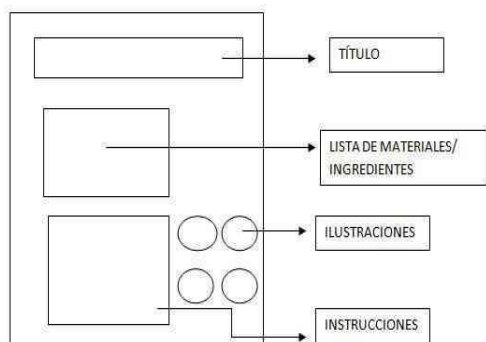 TÍTULO
LISTA DE MATERIALES/
INGREDIENTES
ILUSTRACIONES
INSTRUCCIONES